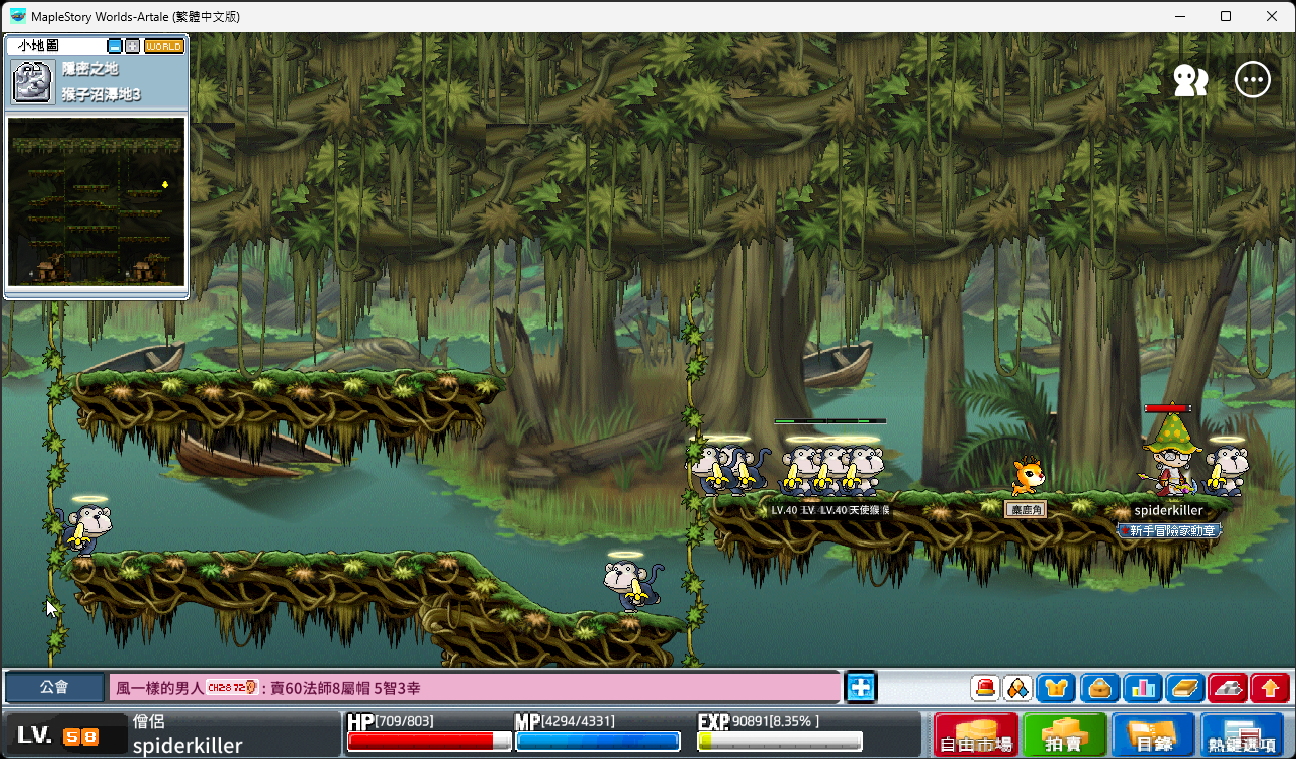 MapleStory Worlds-Artale (繁體中文版)
小地圖
WORLD
隱密之地
猴子沼澤地3
LV.40 LV. LV.40 天使猴猴
麋鹿角
spiderkiller
新手冒險家勳章
公會
風一樣的男人 CH2872 : 賣60法師8屬帽 5智3幸
LV. 58
僧侶
spiderkiller
HP[709/803]
MP[4294/4331]
EXP 90891[8.35% ]
自由市場
拍賣
目錄
熱鍵選項